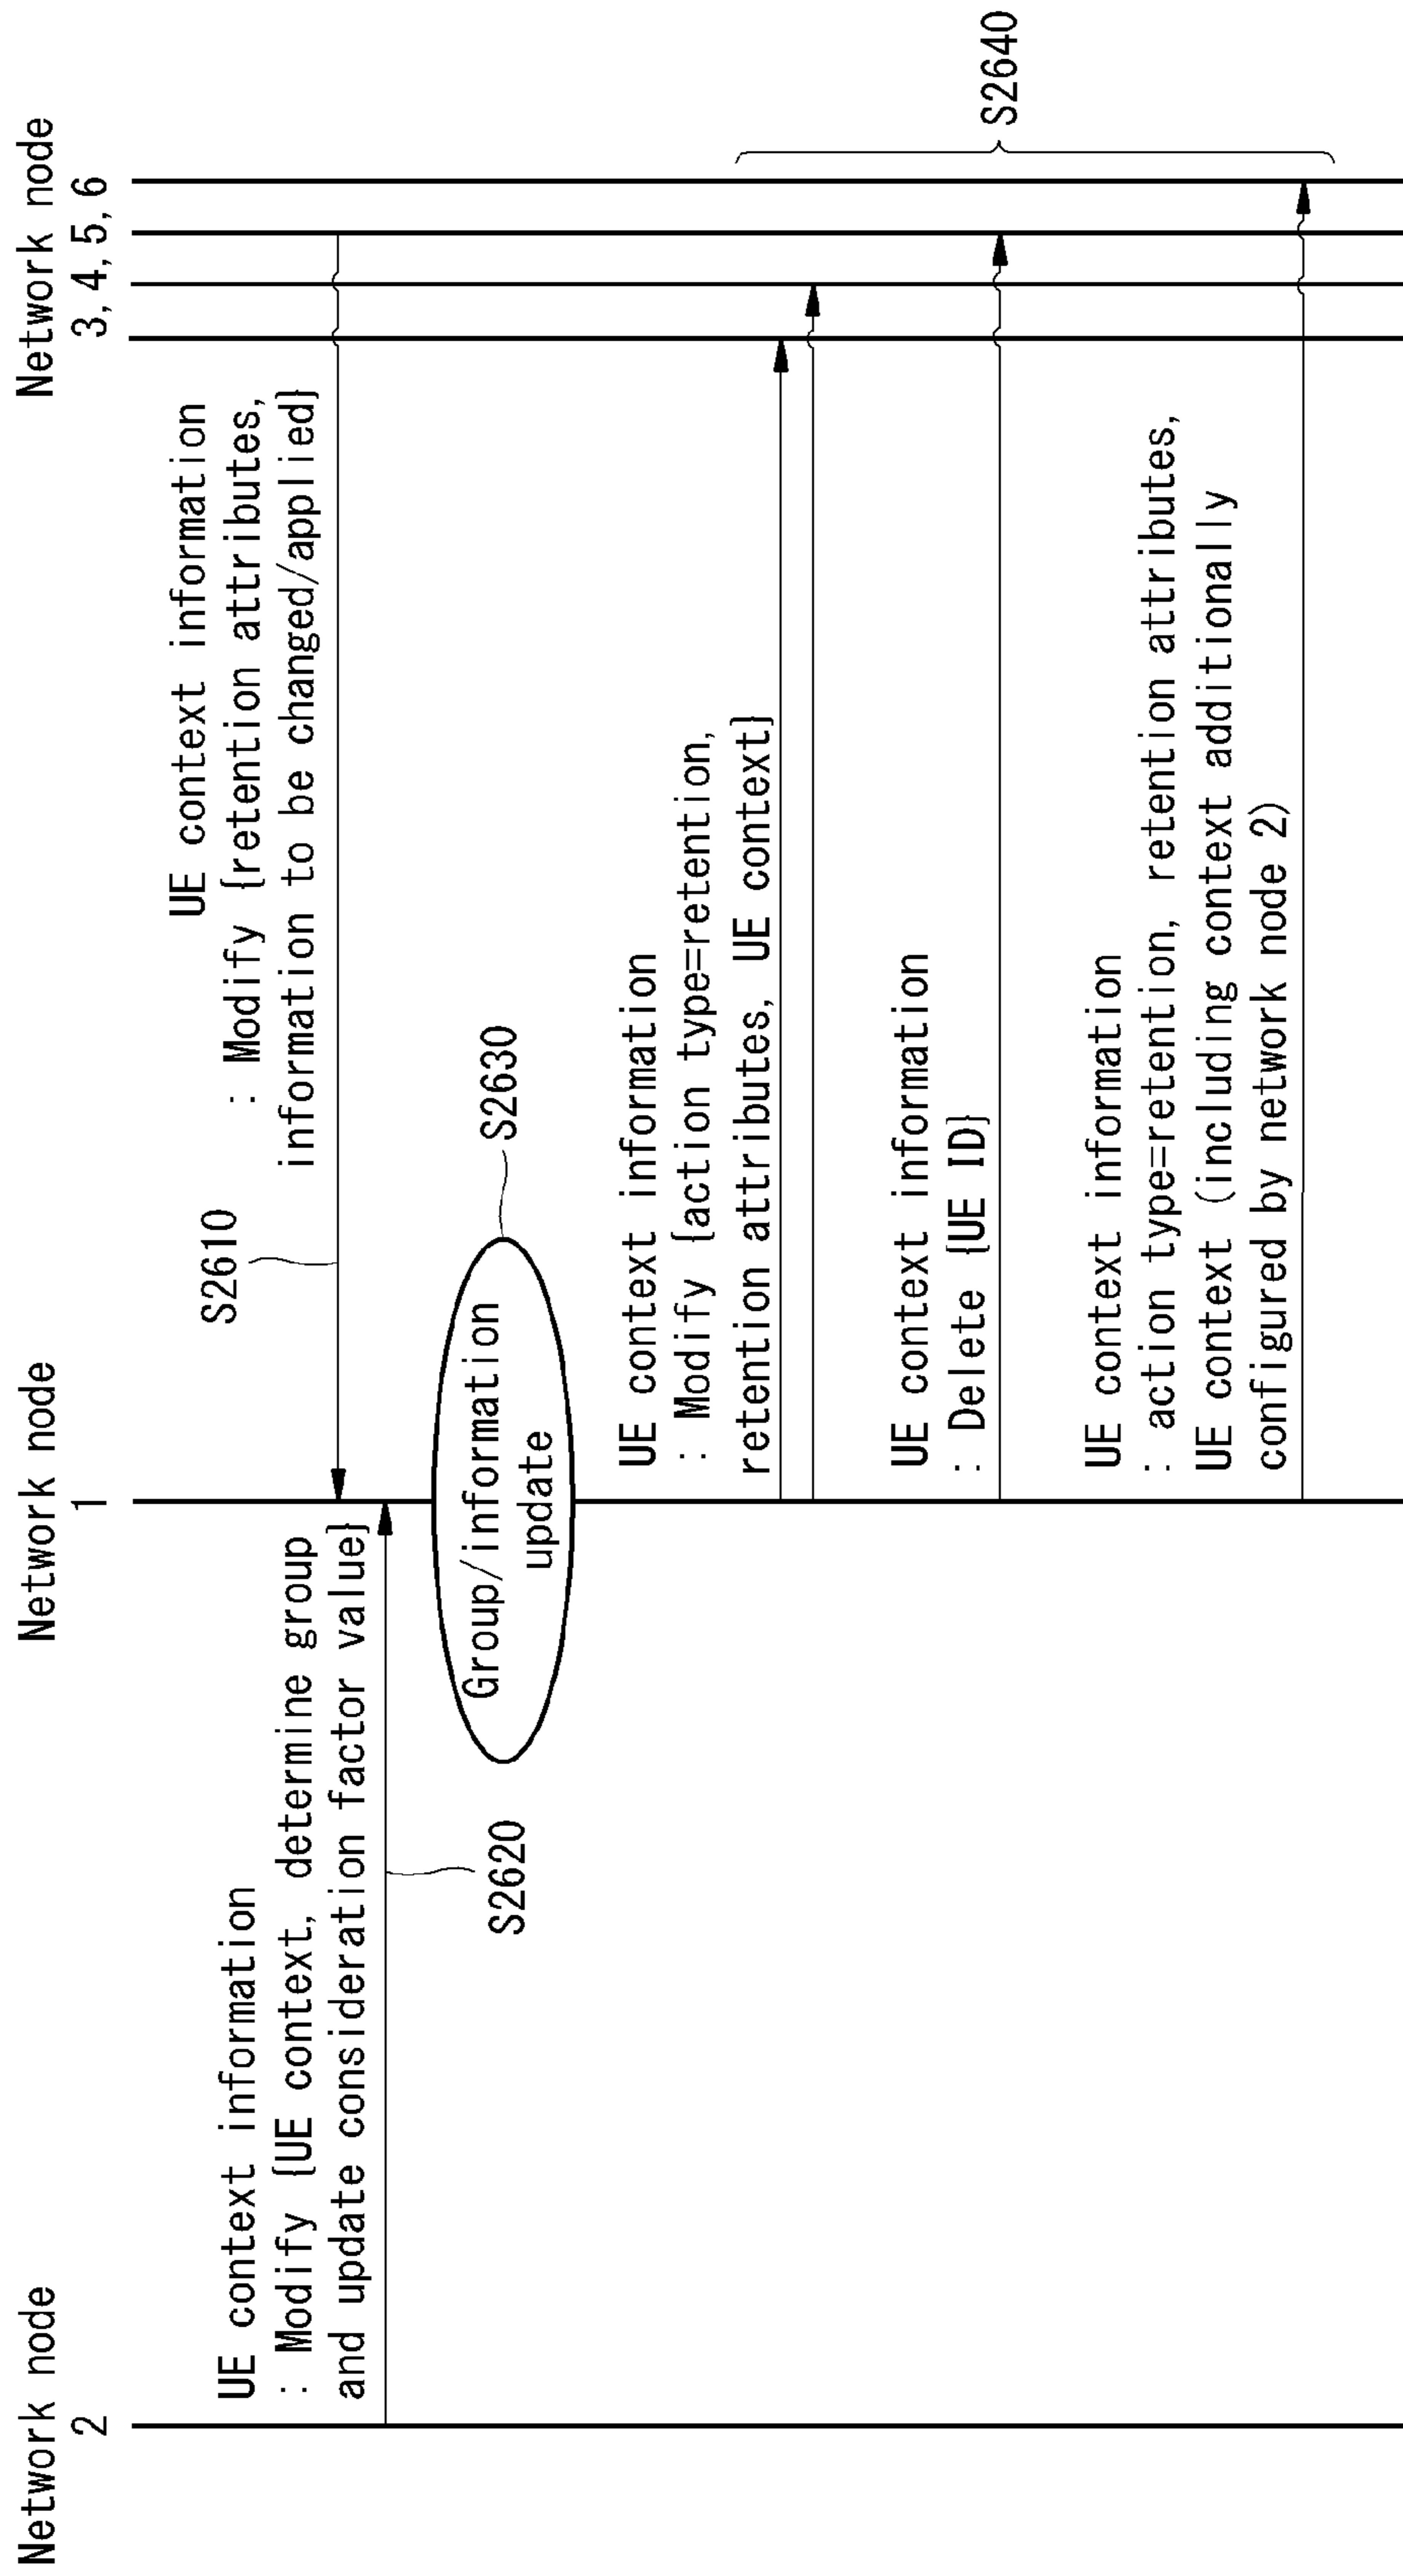 Network node
2
Network node
1
Network node
3, 4, 5, 6
UE context information
: Modify {retention attributes,
information to be changed/applied}
S2610
UE context information
: Modify {UE context, determine group
and update consideration factor value}
S2620
Group/information
update
S2630
UE context information
: Modify {action type=retention,
retention attributes, UE context}
UE context information
: Delete {UE ID}
UE context information
: action type=retention, retention attributes,
UE context (including context additionally
configured by network node 2)
S2640